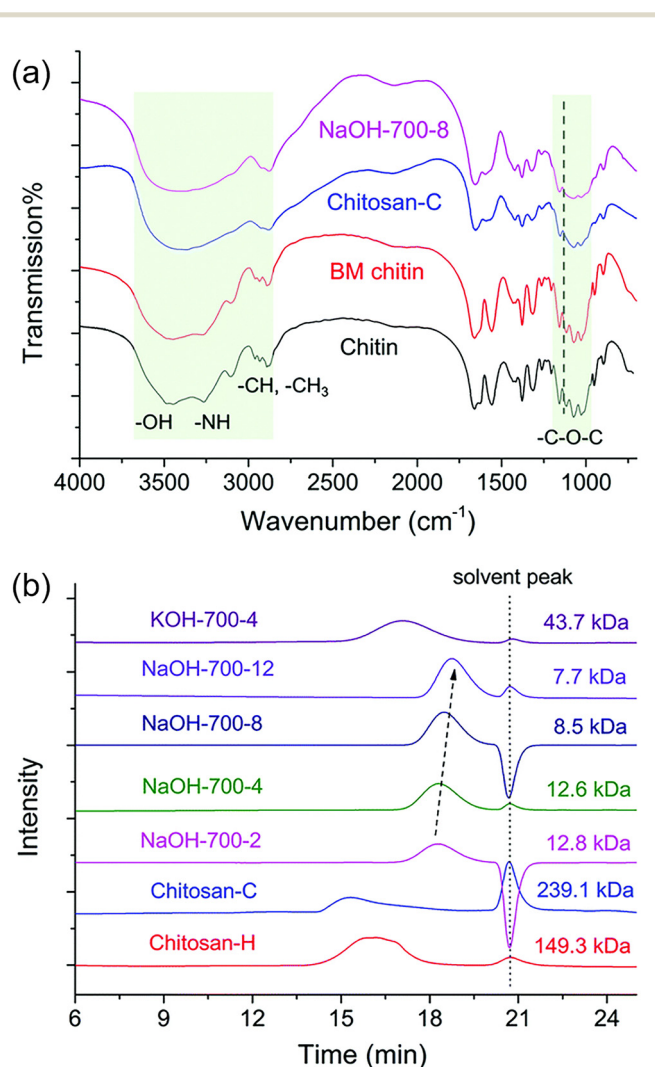 (a)
NaOH-700-8
Chitosan-C
BM chitin
Chitin
-CH, -CH₃
-OH -NH
-C-O-C
Transmission%
4000 3500 3000 2500 2000 1500 1000
Wavenumber (cm⁻¹)
(b)
solvent peak
KOH-700-4 43.7 kDa
NaOH-700-12 7.7 kDa
NaOH-700-8 8.5 kDa
NaOH-700-4 12.6 kDa
NaOH-700-2 12.8 kDa
Chitosan-C 239.1 kDa
Chitosan-H 149.3 kDa
Intensity
6 9 12 15 18 21 24
Time (min)